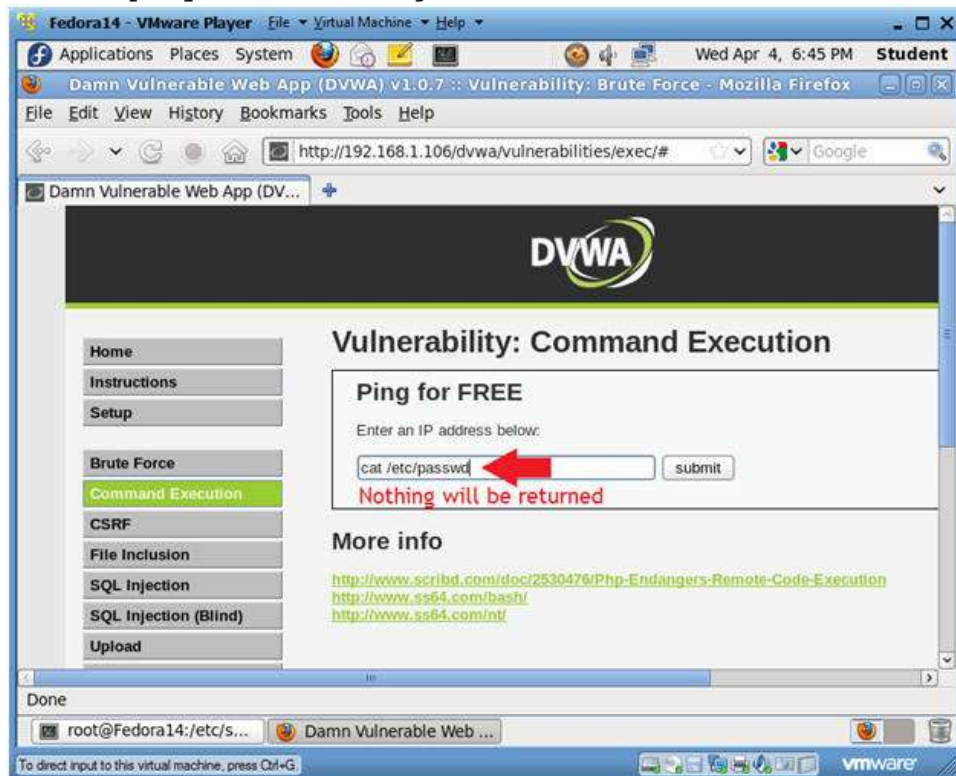 Fedora14 - VMware Player File Virtual Machine Help
Applications Places System Wed Apr 4, 6:45 PM Student
Damn Vulnerable Web App (DVWA) v1.0.7 :: Vulnerability: Brute Force - Mozilla Firefox
File Edit View History Bookmarks Tools Help
http://192.168.1.106/dvwa/vulnerabilities/exec/# Google
Damn Vulnerable Web App (DV...
DVWA
Home
Instructions
Setup
Brute Force
Command Execution
CSRF
File Inclusion
SQL Injection
SQL Injection (Blind)
Upload
Vulnerability: Command Execution
Ping for FREE
Enter an IP address below:
cat /etc/passwd submit
Nothing will be returned
More info
http://www.scribd.com/doc/2530476/Php-Endangers-Remote-Code-Execution
http://www.ss64.com/bash/
http://www.ss64.com/nt/
Done
root@Fedora14:/etc/s... Damn Vulnerable Web ...
To direct input to this virtual machine, press Ctrl+G. vmware